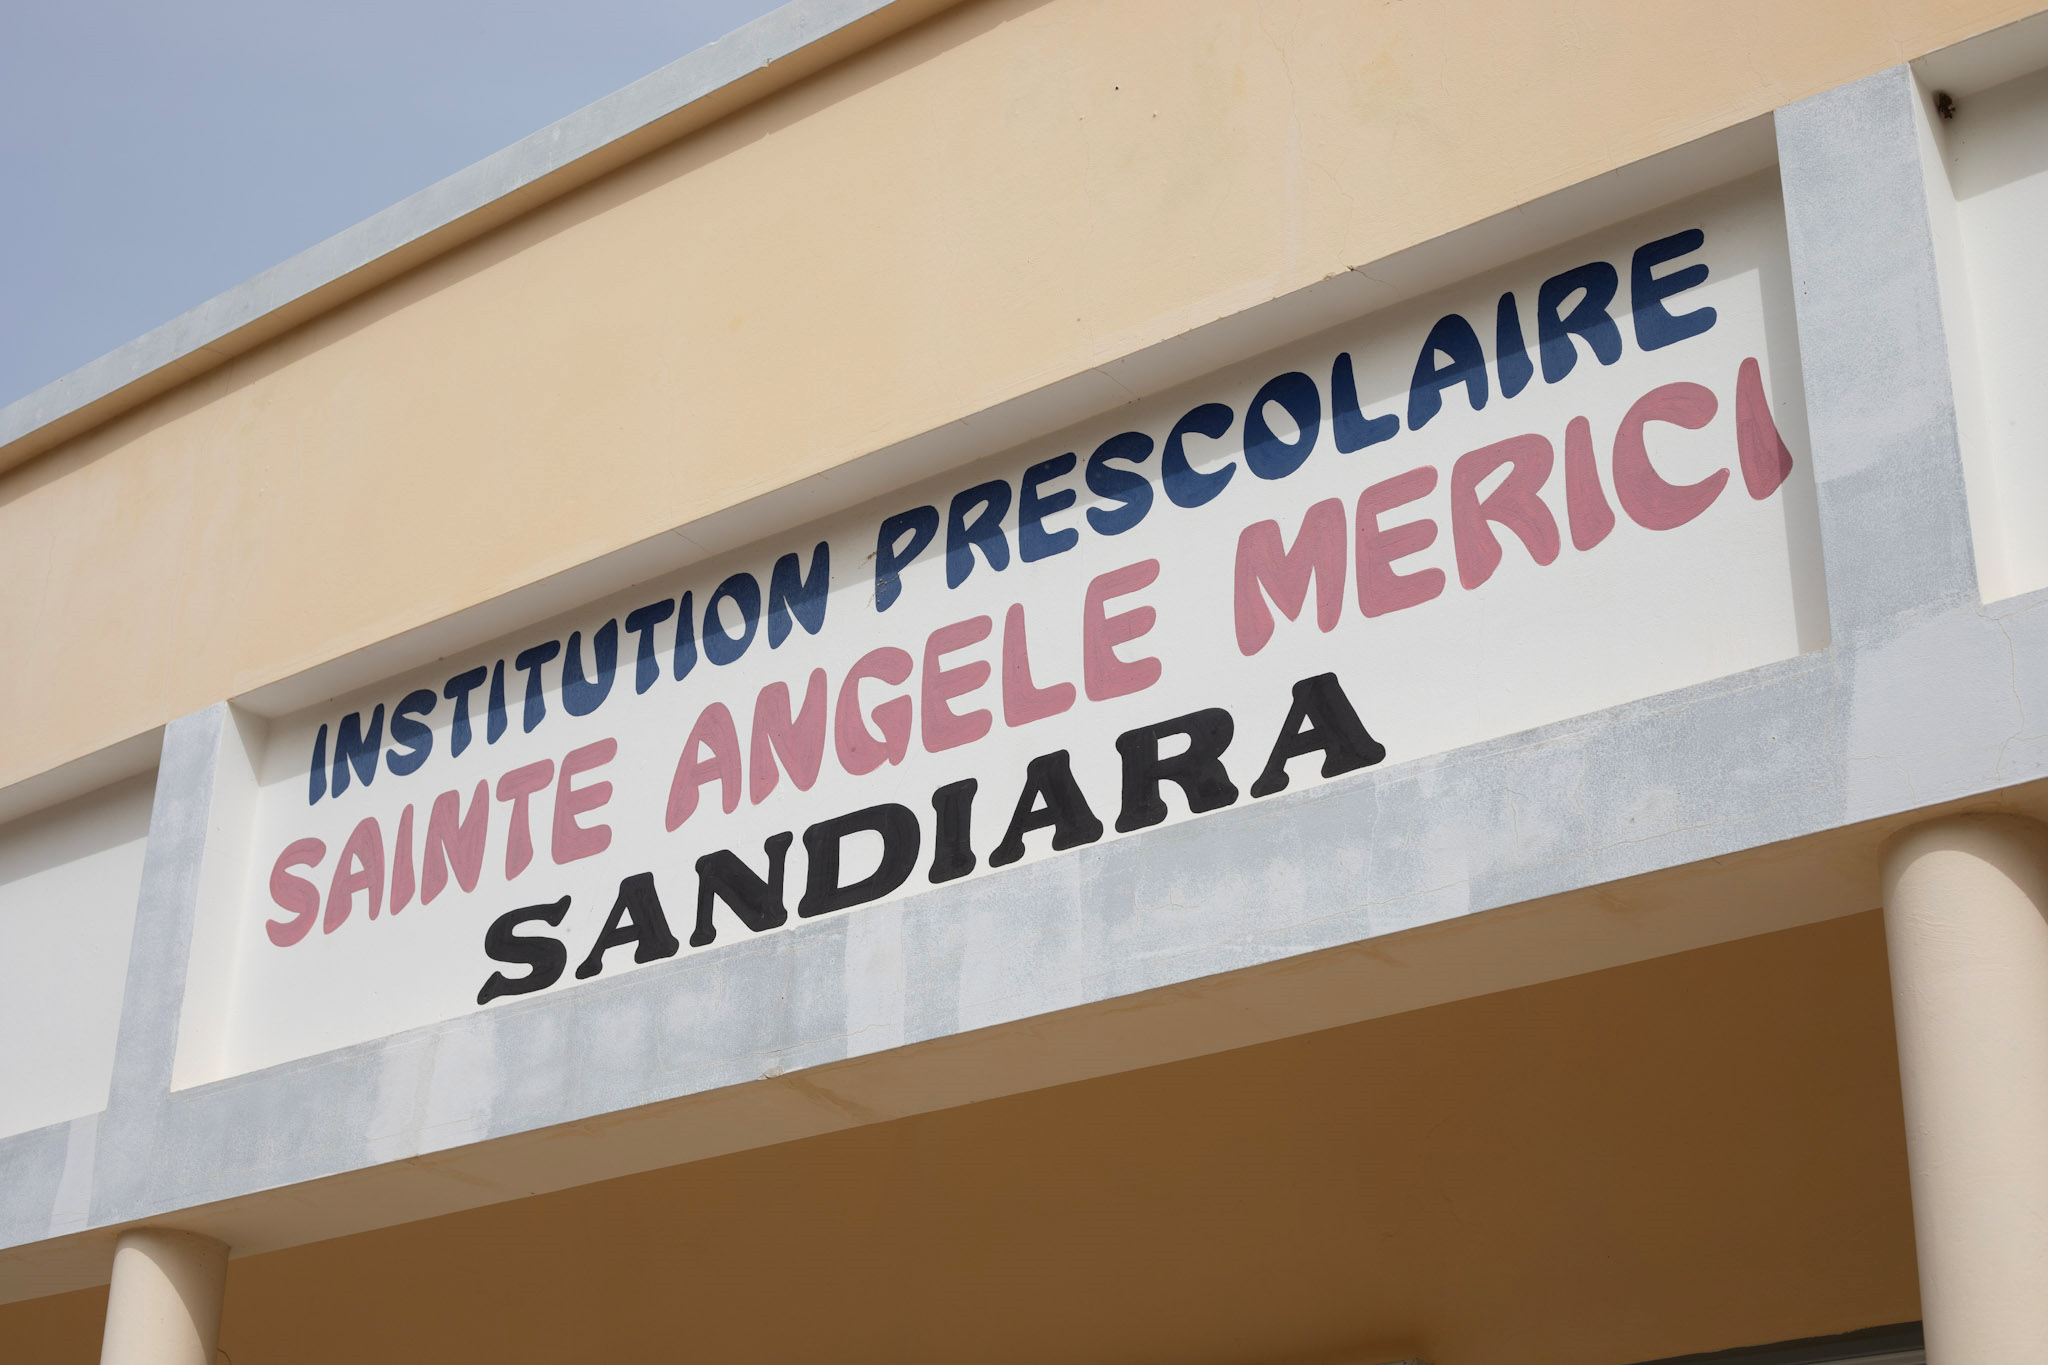 INSTITUTION PRESCOLAIRE
SAINTE ANGELE MERICI
SANDIARA